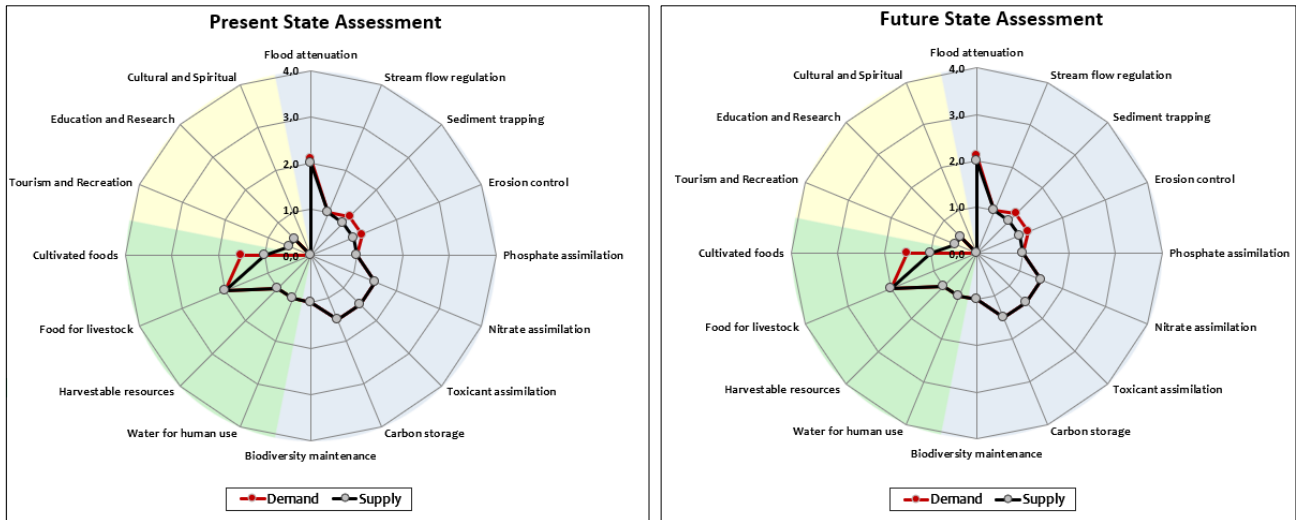 Present State Assessment
Flood attenuation
Stream flow regulation
Sediment trapping
Erosion control
Phosphate assimilation
Nitrate assimilation
Toxicant assimilation
Carbon storage
Biodiversity maintenance
Water for human use
Harvestable resources
Food for livestock
Cultivated foods
Tourism and Recreation
Education and Research
Cultural and Spiritual
4,0
3,0
2,0
1,0
0,0
Demand
Supply
Future State Assessment
Flood attenuation
Stream flow regulation
Sediment trapping
Erosion control
Phosphate assimilation
Nitrate assimilation
Toxicant assimilation
Carbon storage
Biodiversity maintenance
Water for human use
Harvestable resources
Food for livestock
Cultivated foods
Tourism and Recreation
Education and Research
Cultural and Spiritual
4,0
3,0
2,0
1,0
0,0
Demand
Supply